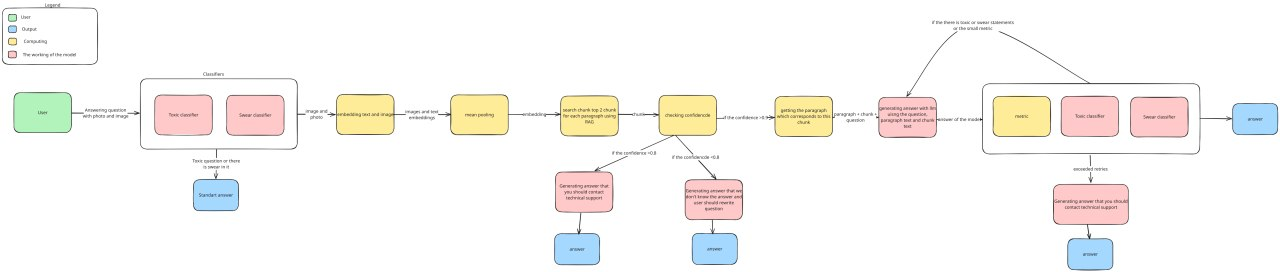 Legend
User
Output
Computing
The working of the model
User
Answering question
with photo and image
Classifiers
Toxic classifier
Swear classifier
Toxic question or there
is swear in it
Standart answer
image and
photo
embedding text and image
images and text
embeddings
mean pooling
embedding
search chunk top 2 chunk
for each paragraph using
RAG
chunk
checking confidenode
if the confidence <0.8
Generating answer that
you should contact
technical support
answer
if the confidencde <0.8
Generating answer that we
don't know the answer and
user should rewrite
question
answer
if the confidence >0.9
getting the paragraph
which corresponds to this
chunk
paragraph + chunk +
question
generating answer with llm
using the question,
paragraph text and chunk
text
if the there is toxic or swear statements
or the small metric
answer of the mode
metric
Toxic classifier
Swear classifier
answer
exceeded retries
Generating answer that you should
contact technical support
answer